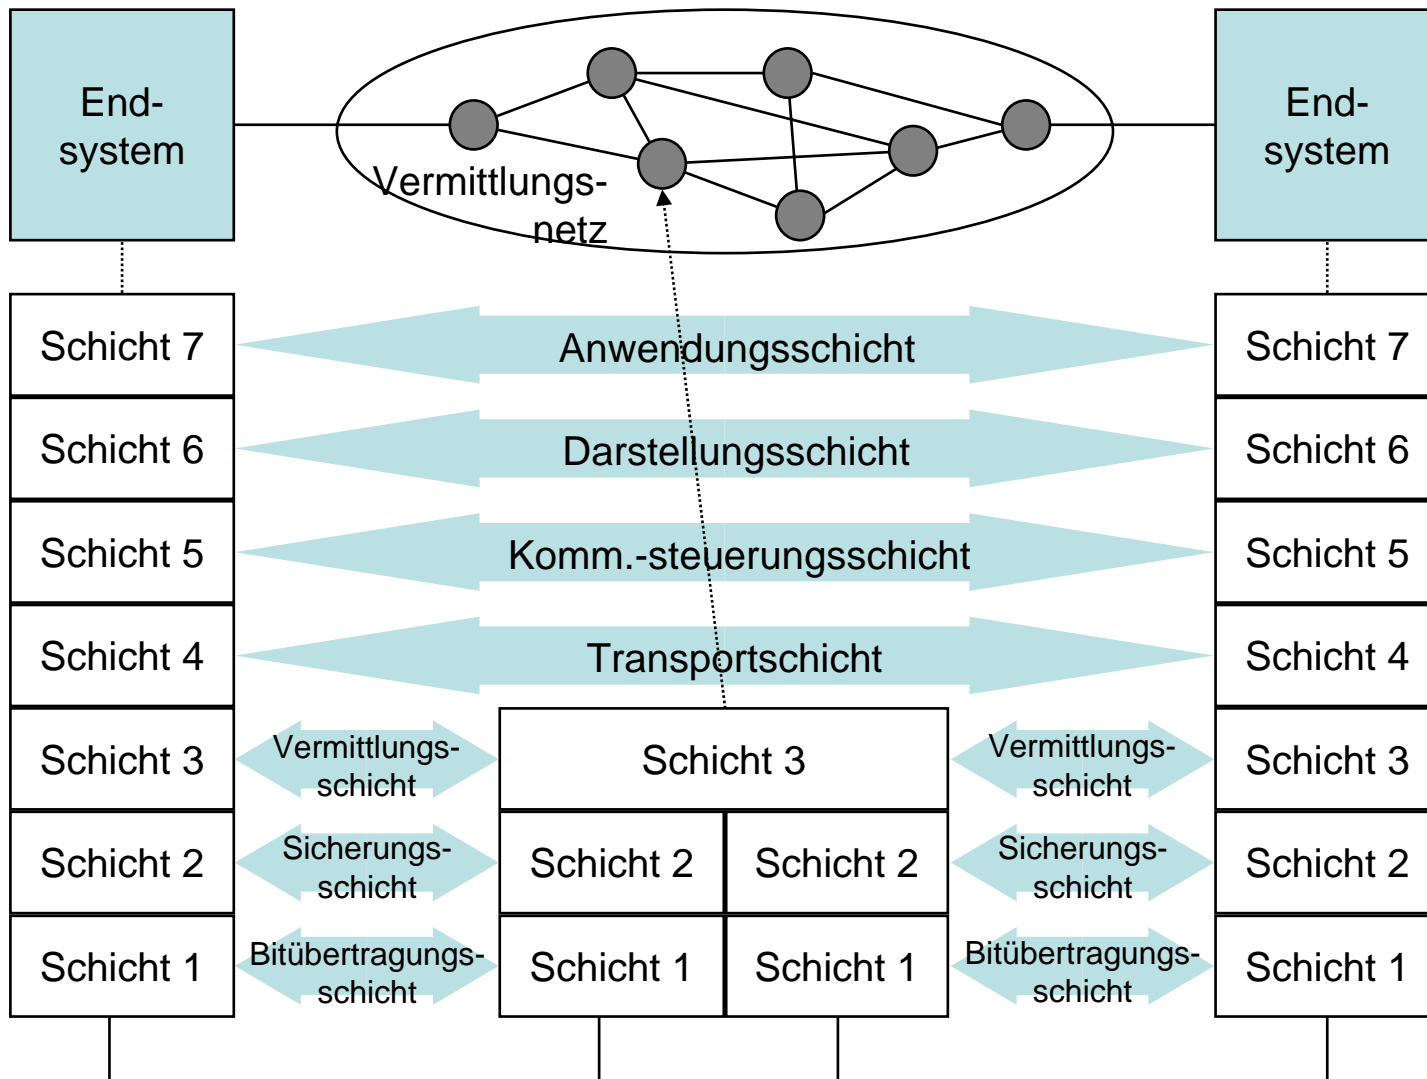 End-
system
Vermittlungs-
netz
End-
system
Schicht 7
Anwendungsschicht
Schicht 7
Schicht 6
Darstellungsschicht
Schicht 6
Schicht 5
Komm.-steuerungsschicht
Schicht 5
Schicht 4
Transportschicht
Schicht 4
Schicht 3
Vermittlungs-
schicht
Schicht 3
Vermittlungs-
schicht
Schicht 3
Schicht 2
Sicherungs-
schicht
Schicht 2
Schicht 2
Sicherungs-
schicht
Schicht 2
Schicht 1
Bitübertragungs-
schicht
Schicht 1
Schicht 1
Bitübertragungs-
schicht
Schicht 1